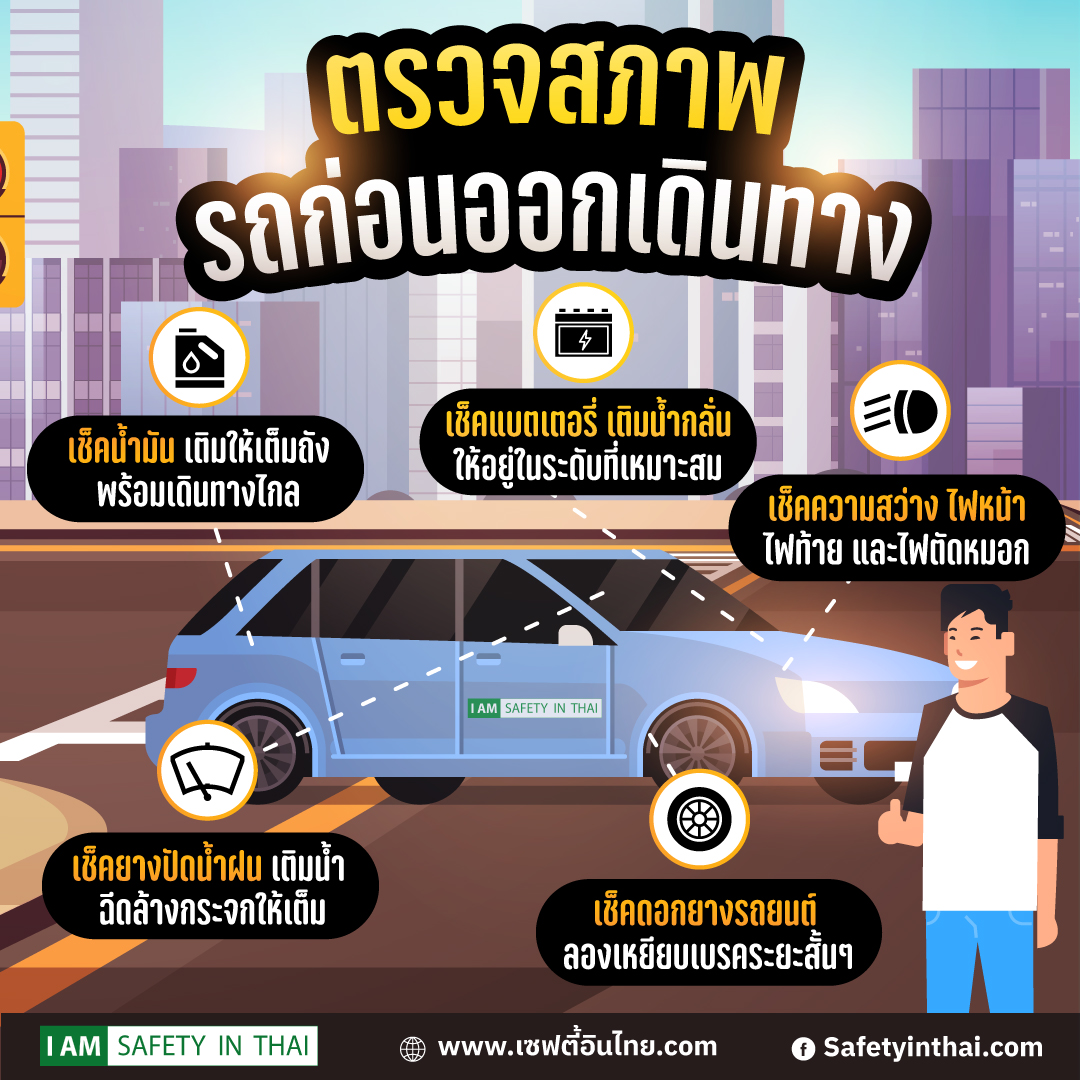 ตรวจสภาพ
รถก่อนออกเดินทาง
เช็คน้ำมัน เติมให้เต็มถัง
พร้อมเดินทางไกล
เช็คแบตเตอรี่ เติมน้ำกลั่น
ให้อยู่ในระดับที่เหมาะสม
เช็คความสว่าง ไฟหน้า
ไฟท้าย และไฟตัดหมอก
I AM SAFETY IN THAI
เช็คยางปัดน้ำฝน เติมน้ำ
ฉีดล้างกระจกให้เต็ม
เช็คดอกยางรถยนต์
ลองเหยียบเบรคระยะสั้นๆ
I AM SAFETY IN THAI
www.เซฟตี้อินไทย.com
Safetyinthai.com